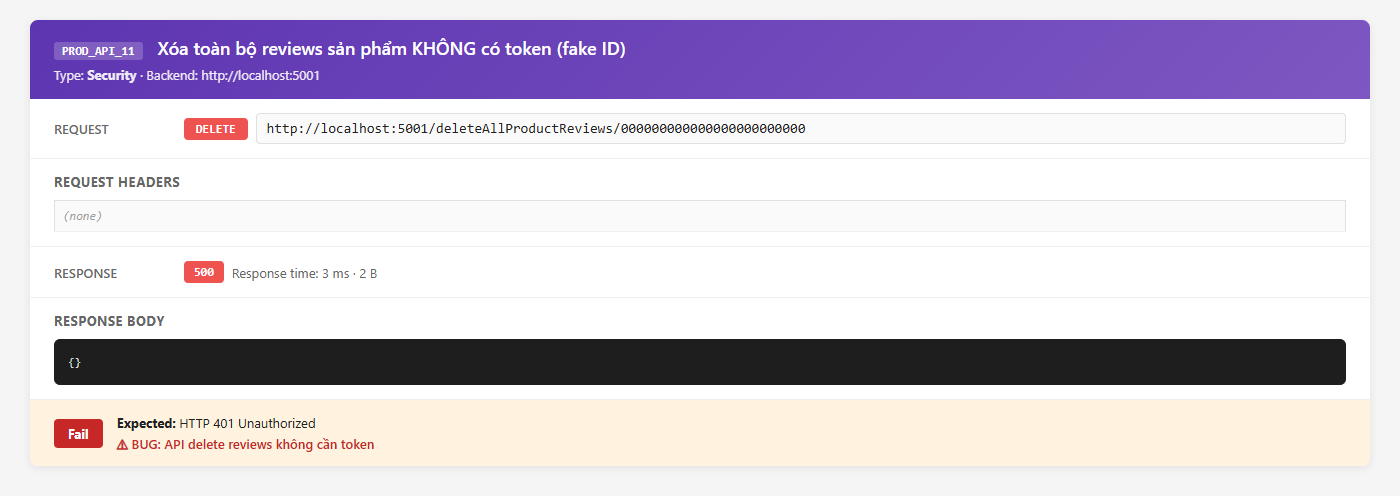 PROD_API_11 Xóa toàn bộ reviews sản phẩm KHÔNG có token (fake ID)
Type: Security · Backend: http://localhost:5001
REQUEST DELETE http://localhost:5001/deleteAllProductReviews/000000000000000000000000
REQUEST HEADERS
(none)
RESPONSE 500 Response time: 3 ms · 2 B
RESPONSE BODY
{}
Fail
Expected: HTTP 401 Unauthorized
⚠ BUG: API delete reviews không cần token